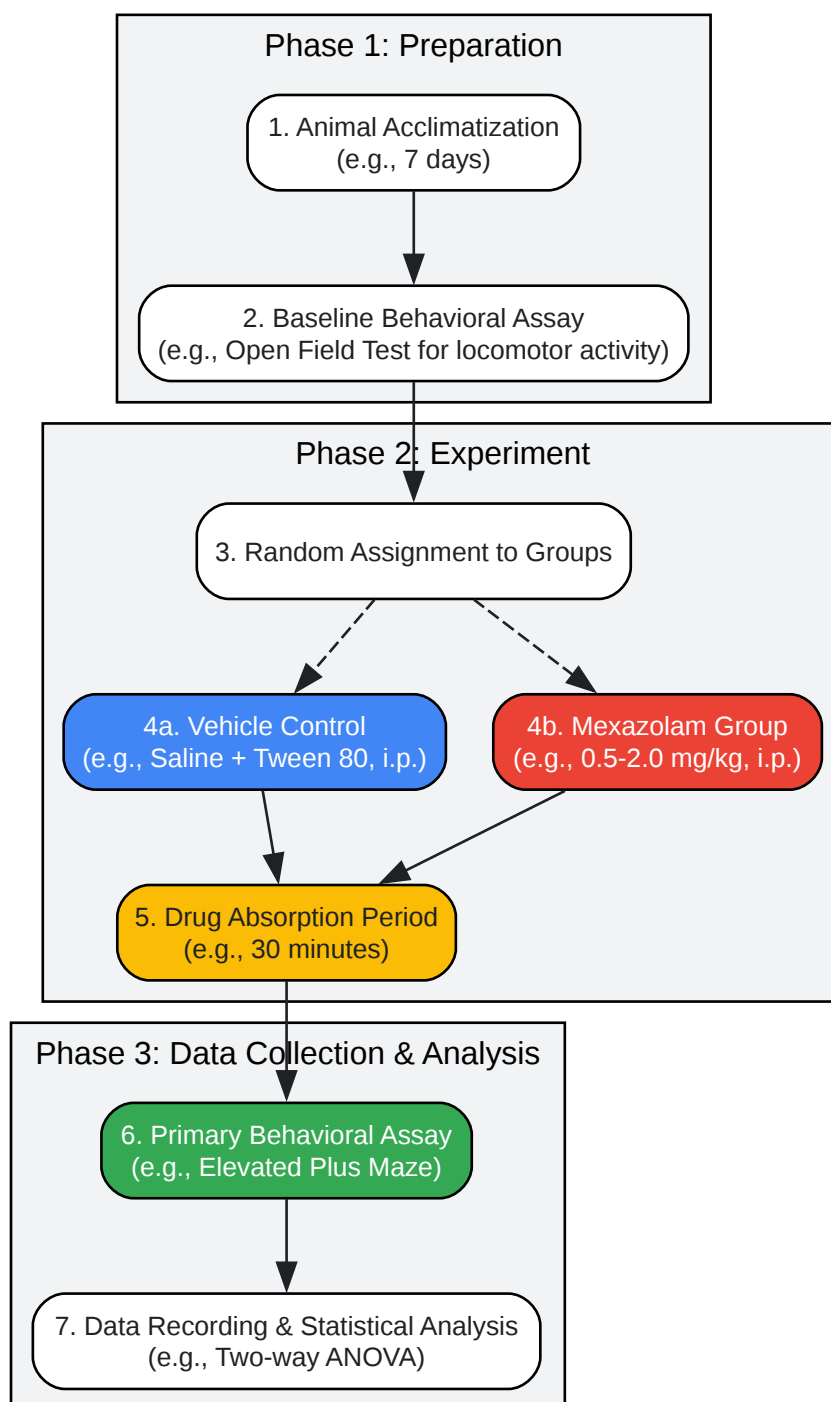 Phase 1: Preparation
1. Animal Acclimatization
(e.g., 7 days)
2. Baseline Behavioral Assay
(e.g., Open Field Test for locomotor activity)
Phase 2: Experiment
3. Random Assignment to Groups
4a. Vehicle Control
(e.g., Saline + Tween 80, i.p.)
4b. Mexazolam Group
(e.g., 0.5-2.0 mg/kg, i.p.)
5. Drug Absorption Period
(e.g., 30 minutes)
Phase 3: Data Collection & Analysis
6. Primary Behavioral Assay
(e.g., Elevated Plus Maze)
7. Data Recording & Statistical Analysis
(e.g., Two-way ANOVA)